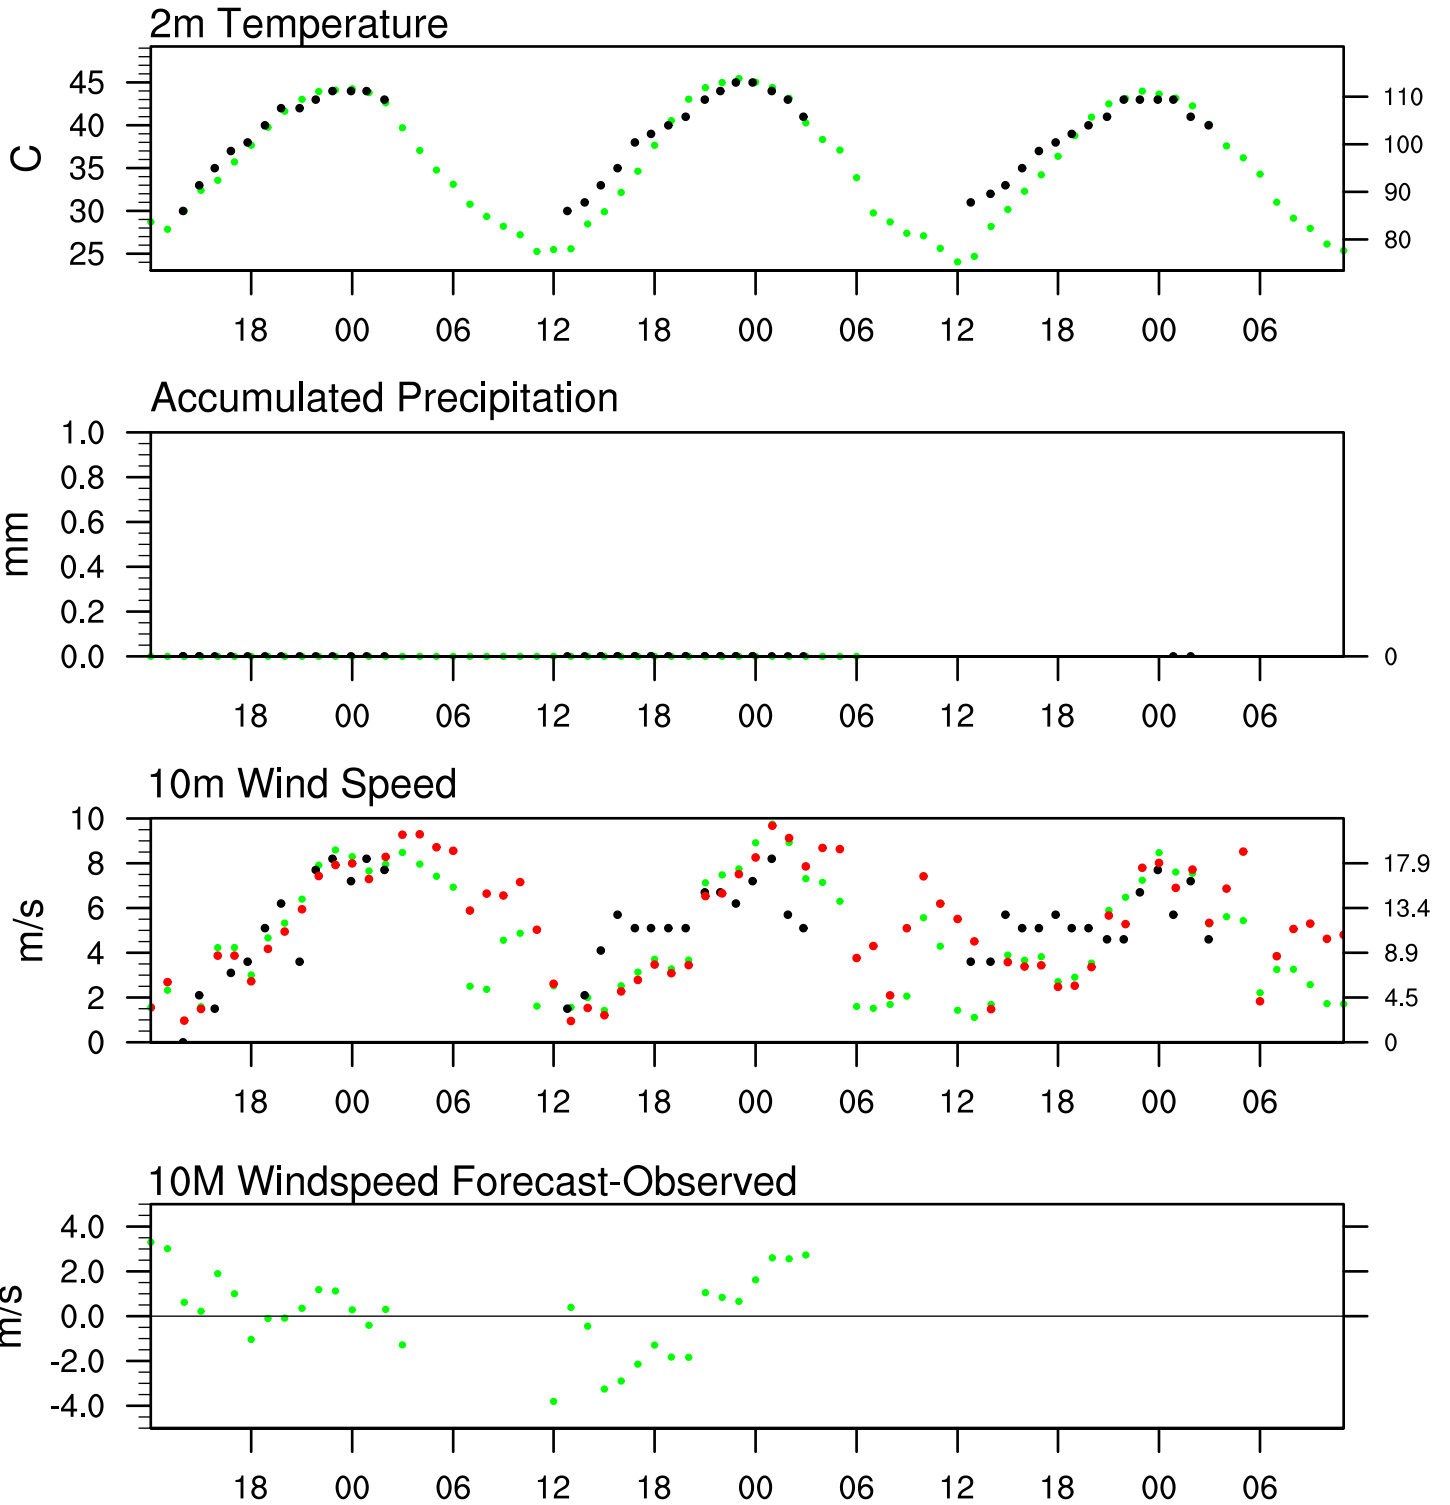 2m Temperature
45
40
35
30
25
C
110
100
90
80
18 00 06 12 18 00 06 12 18 00 06
Accumulated Precipitation
1.0
0.8
0.6
0.4
0.2
0.0
mm
0
18 00 06 12 18 00 06 12 18 00 06
10m Wind Speed
10
8
6
4
2
0
m/s
17.9
13.4
8.9
4.5
0
18 00 06 12 18 00 06 12 18 00 06
10M Windspeed Forecast-Observed
4.0
2.0
0.0
-2.0
-4.0
m/s
18 00 06 12 18 00 06 12 18 00 06